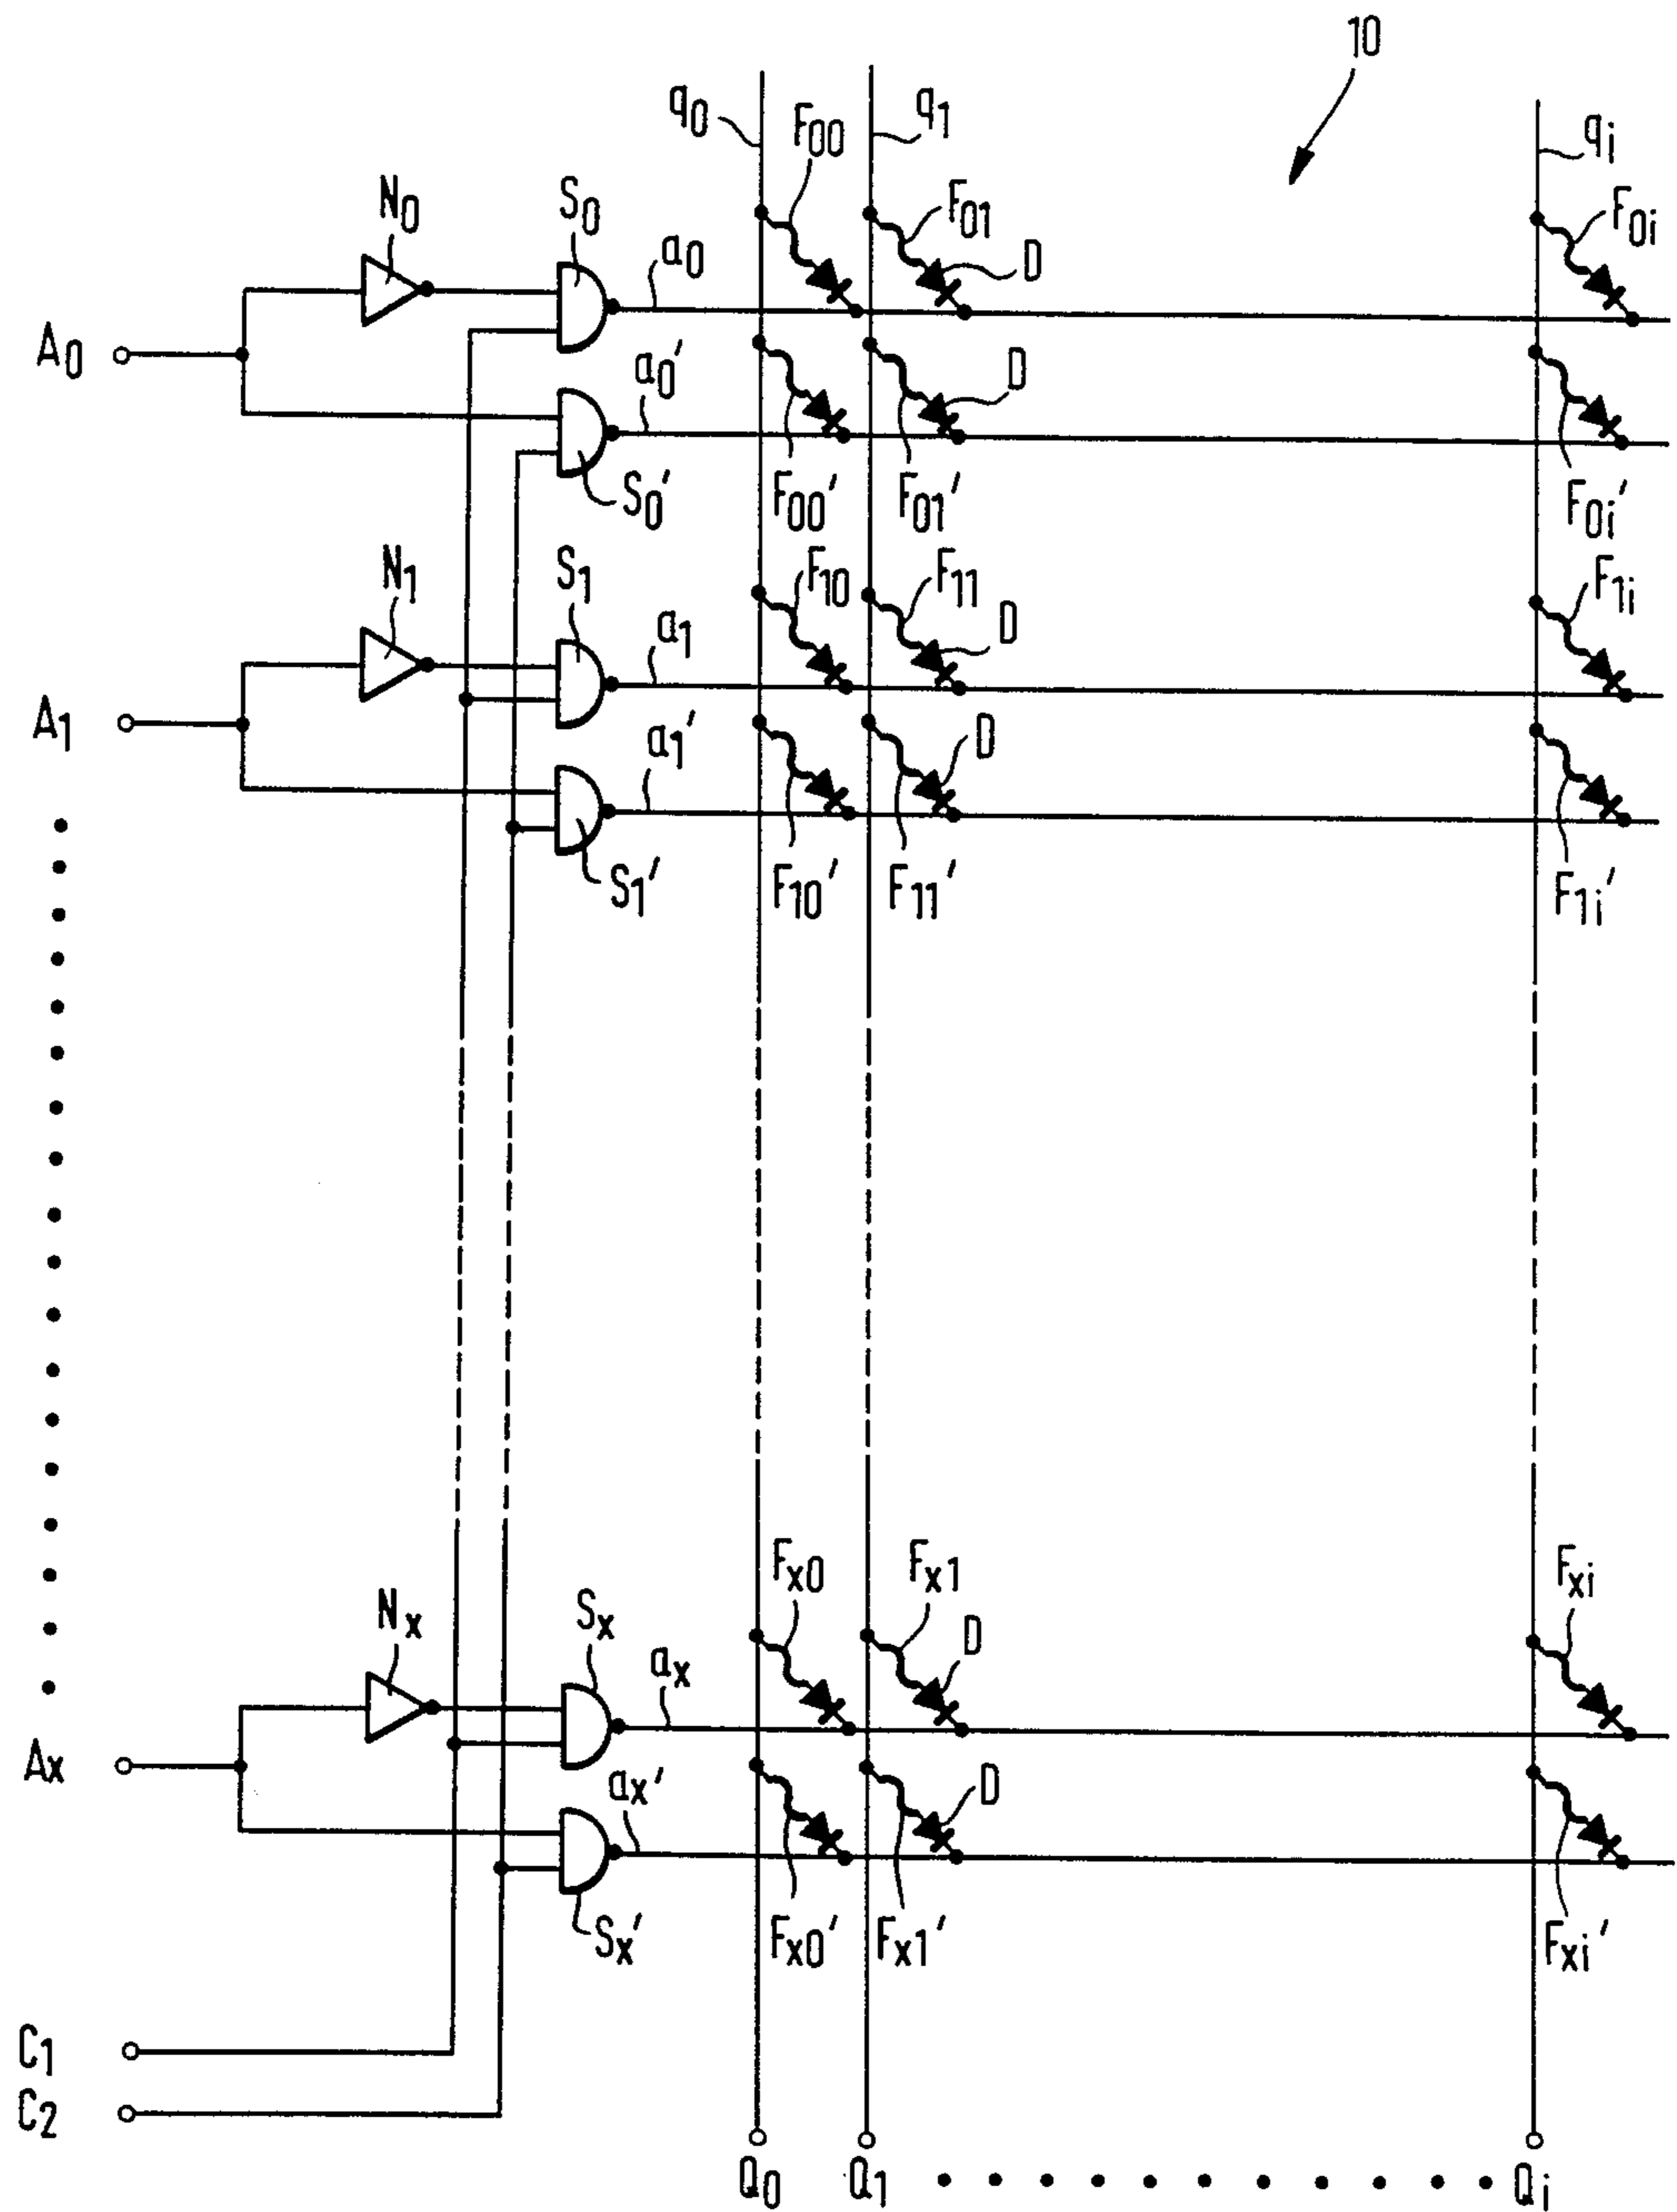 10
q0 F00 q1 qi
N0 S0 a0 F01 D F0i
A0 a0' D
S0' F00' F01' F0i'
N1 S1 a1 F10 F11 D F1i
A1 a1' D
S1' F10' F11' F1i'
Nx Sx ax Fx0 Fx1 D Fxi
Ax ax' D
Sx' Fx0' Fx1' Fxi'
C1
C2
Q0 Q1 Qi